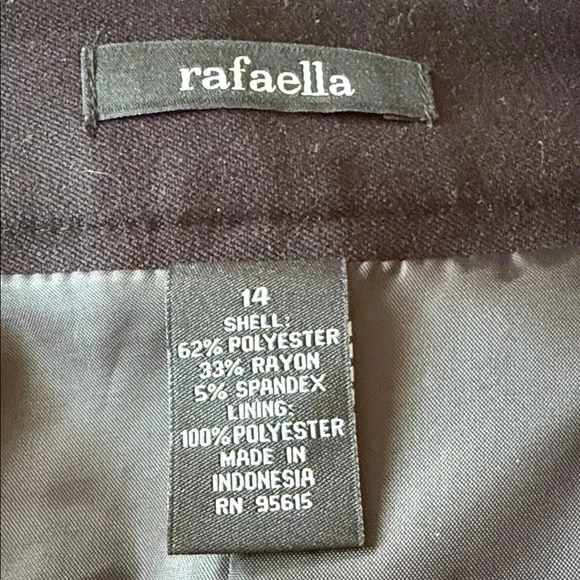 rafaella
14
SHELL:
62% POLYESTER
33% RAYON
5% SPANDEX
LINING:
100% POLYESTER
MADE IN
INDONESIA
RN 95615